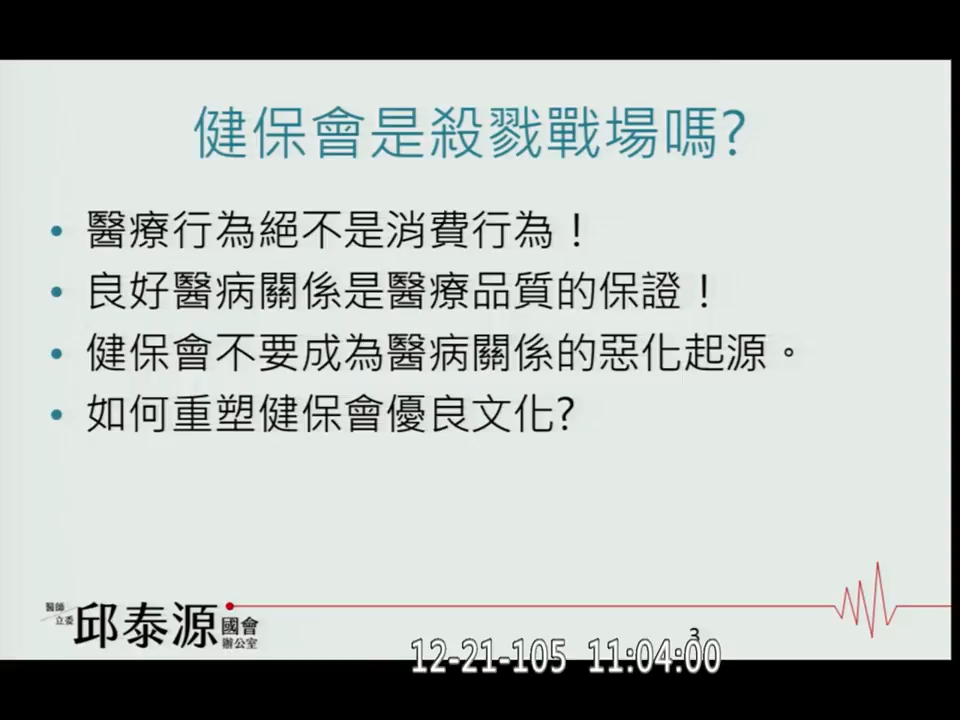 健保會是殺戮戰場嗎?
• 醫療行為絕不是消費行為！
• 良好醫病關係是醫療品質的保證！
• 健保會不要成為醫病關係的惡化起源。
• 如何重塑健保會優良文化?
醫師
立委
邱泰源
國會
辦公室
3
12-21-105 11:04:00